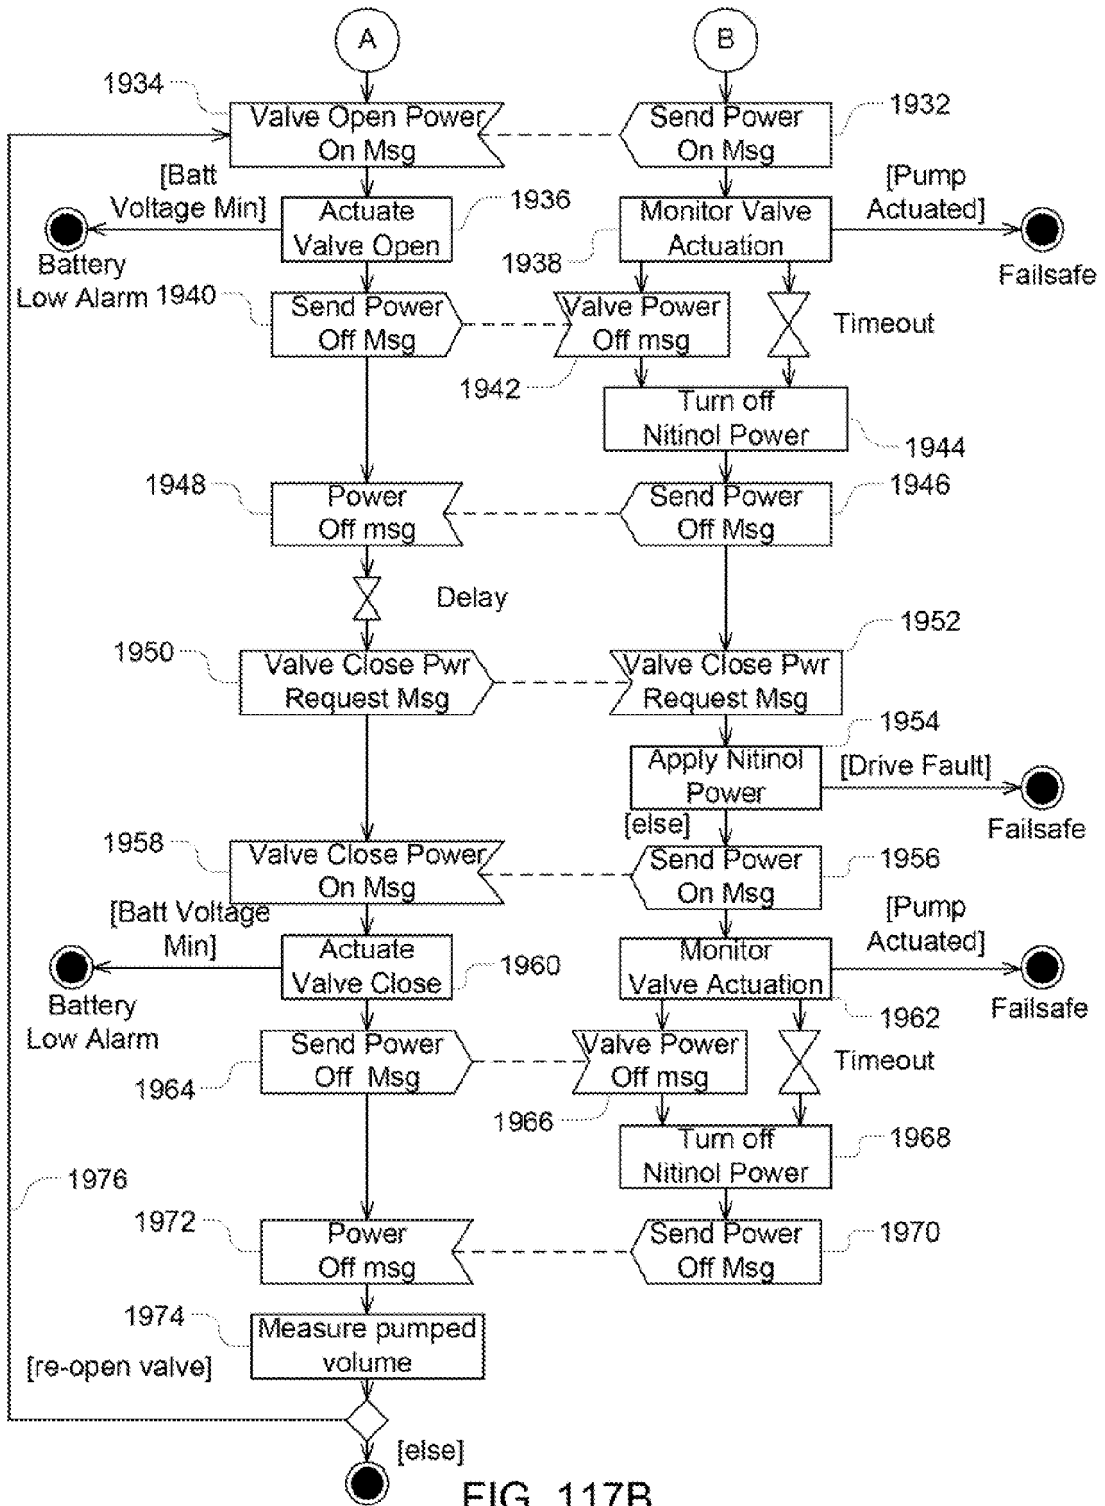 A
B
1934
Valve Open Power
On Msg
Send Power
On Msg
1932
[Batt
Voltage Min]
Actuate
Valve Open
1936
Monitor Valve
Actuation
1938
[Pump
Actuated]
Battery
Low Alarm
Failsafe
1940
Send Power
Off Msg
Valve Power
Off msg
Timeout
1942
Turn off
Nitinol Power
1944
1948
Power
Off msg
Send Power
Off Msg
1946
Delay
1950
Valve Close Pwr
Request Msg
Valve Close Pwr
Request Msg
1952
1954
Apply Nitinol
Power
[Drive Fault]
Failsafe
[else]
1958
Valve Close Power
On Msg
Send Power
On Msg
1956
[Batt Voltage
Min]
Actuate
Valve Close
1960
Monitor
Valve Actuation
[Pump
Actuated]
1962
Battery
Low Alarm
Failsafe
Send Power
Off Msg
1964
Valve Power
Off msg
Timeout
1966
Turn off
Nitinol Power
1968
1976
1972
Power
Off msg
Send Power
Off Msg
1970
1974
Measure pumped
volume
[re-open valve]
[else]
FIG. 117B